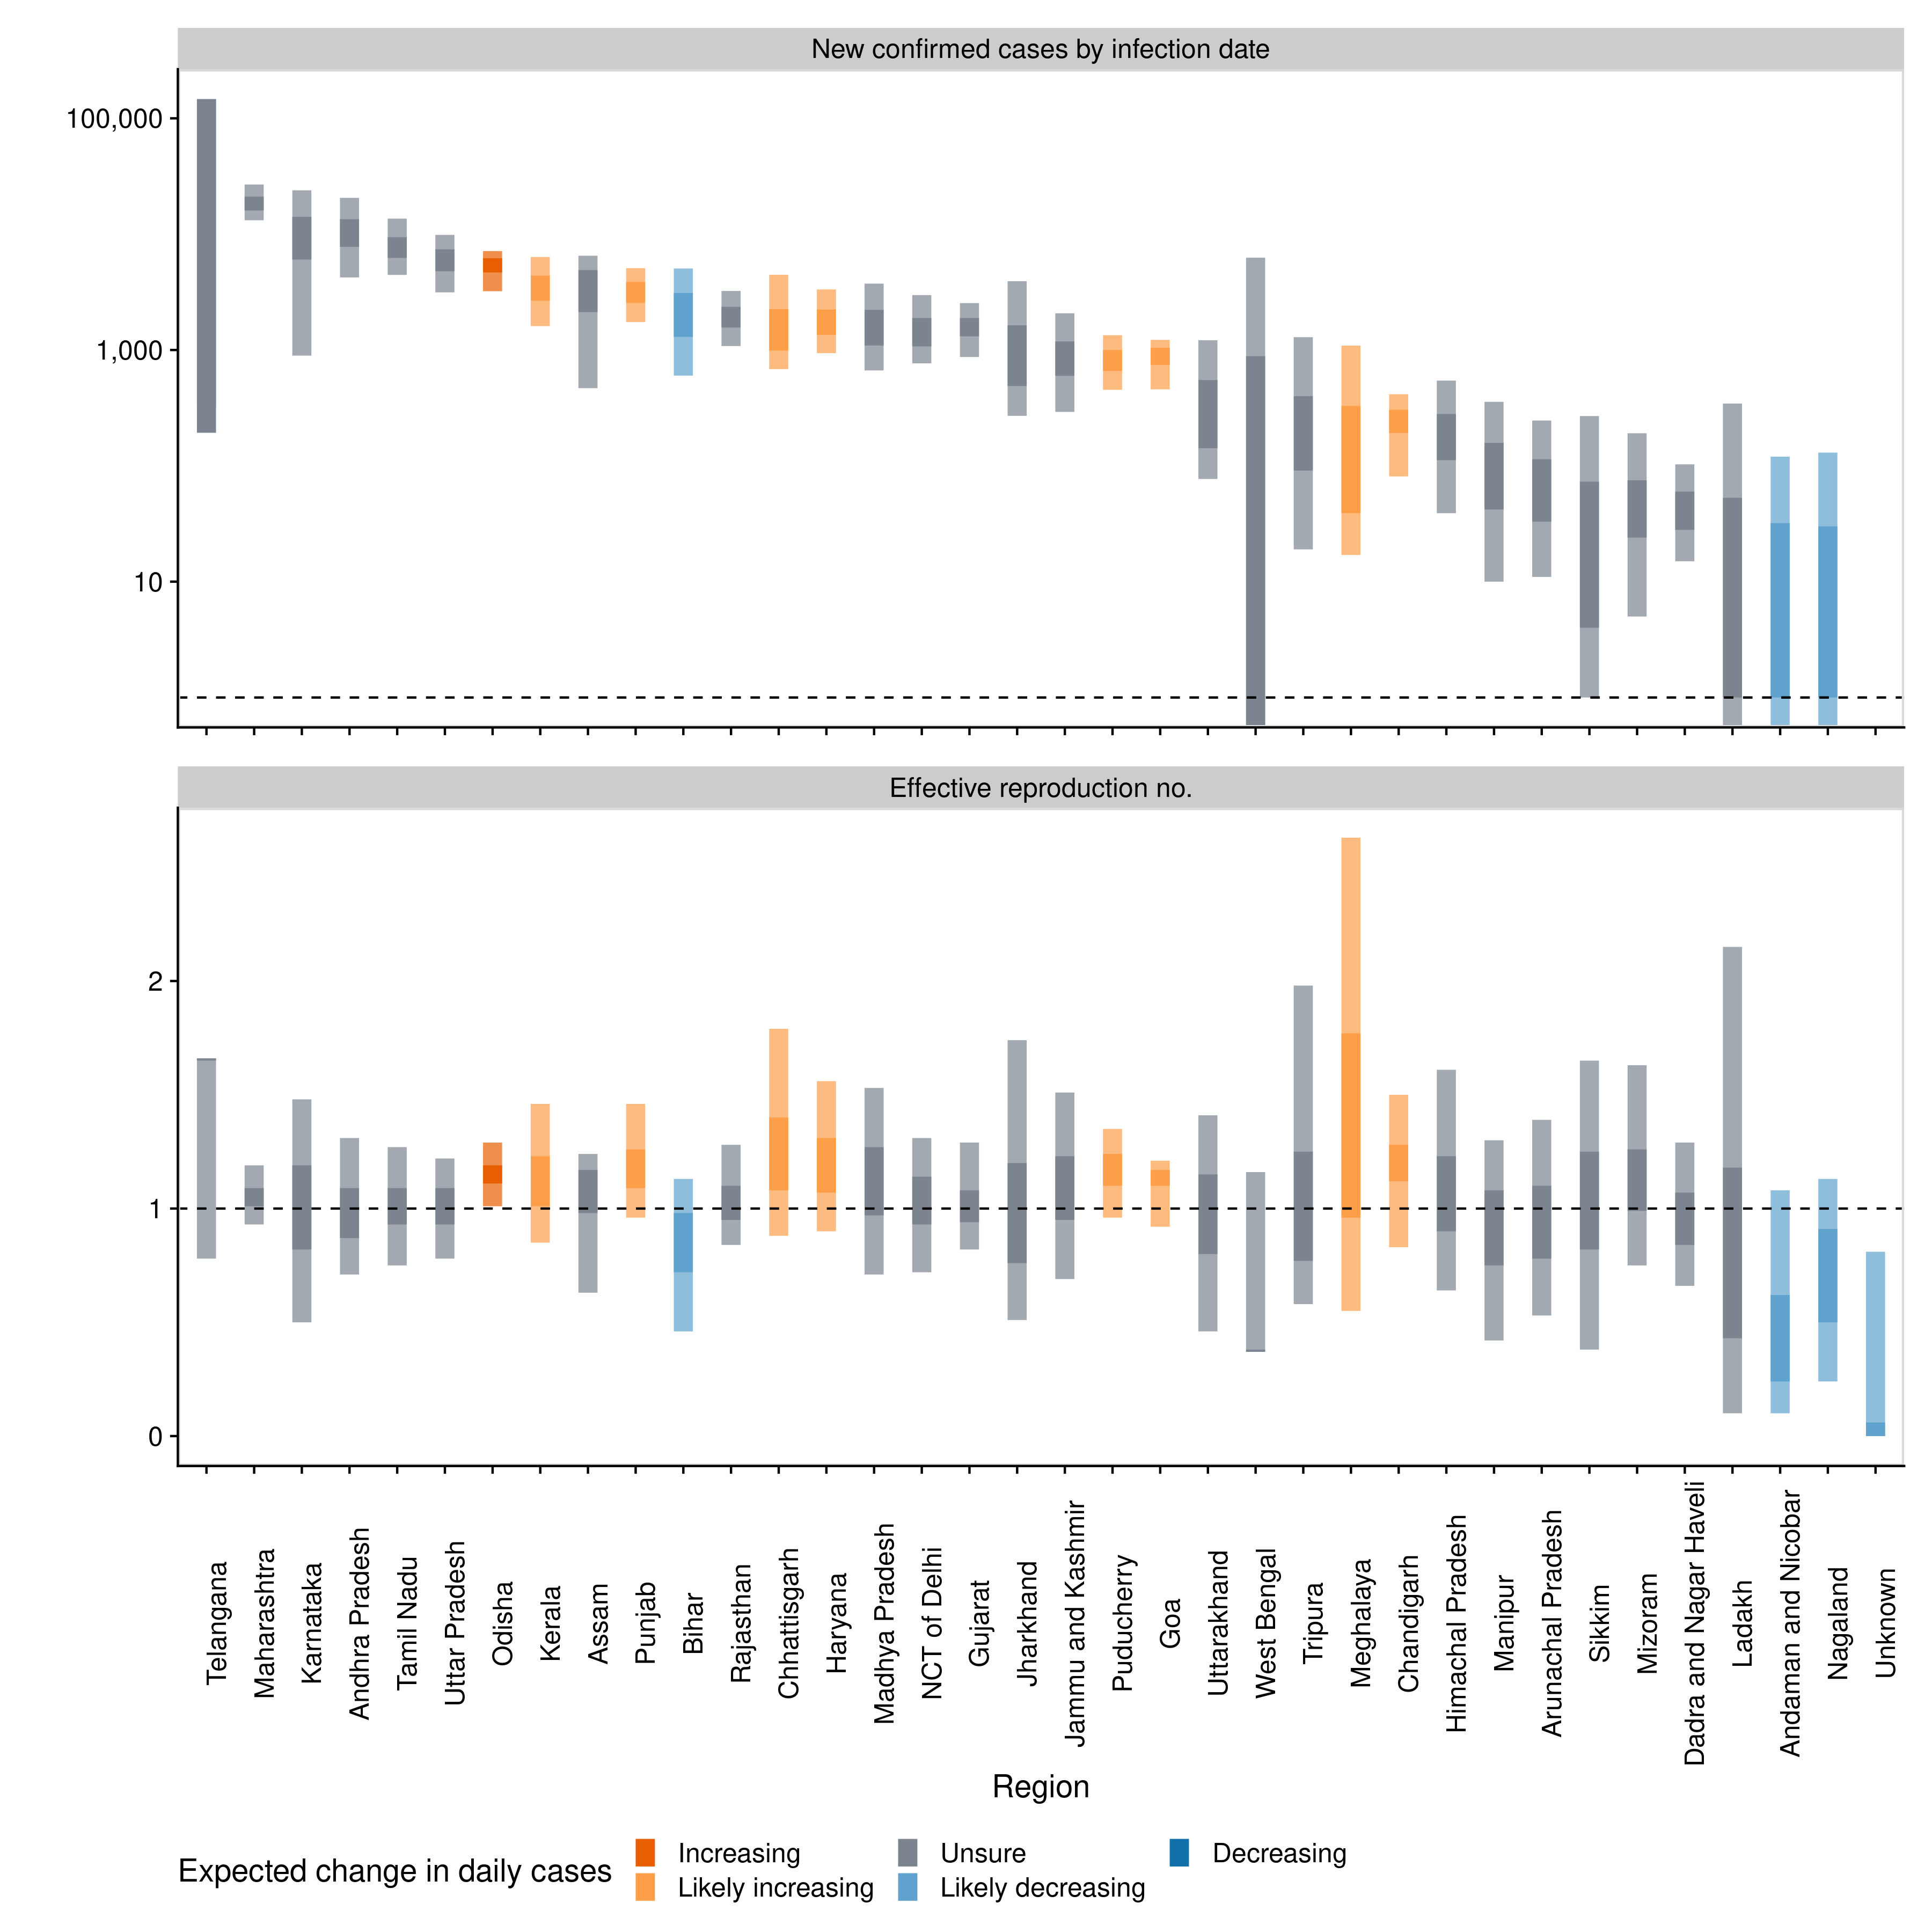 New confirmed cases by infection date
100,000
1,000
10
Effective reproduction no.
2
1
0
Telangana
Maharashtra
Karnataka
Andhra Pradesh
Tamil Nadu
Uttar Pradesh
Odisha
Kerala
Assam
Punjab
Bihar
Rajasthan
Chhattisgarh
Haryana
Madhya Pradesh
NCT of Delhi
Gujarat
Jharkhand
Jammu and Kashmir
Puducherry
Goa
Uttarakhand
West Bengal
Tripura
Meghalaya
Chandigarh
Himachal Pradesh
Manipur
Arunachal Pradesh
Sikkim
Mizoram
Dadra and Nagar Haveli
Ladakh
Andaman and Nicobar
Nagaland
Unknown
Region
Expected change in daily cases
Increasing
Likely increasing
Unsure
Likely decreasing
Decreasing